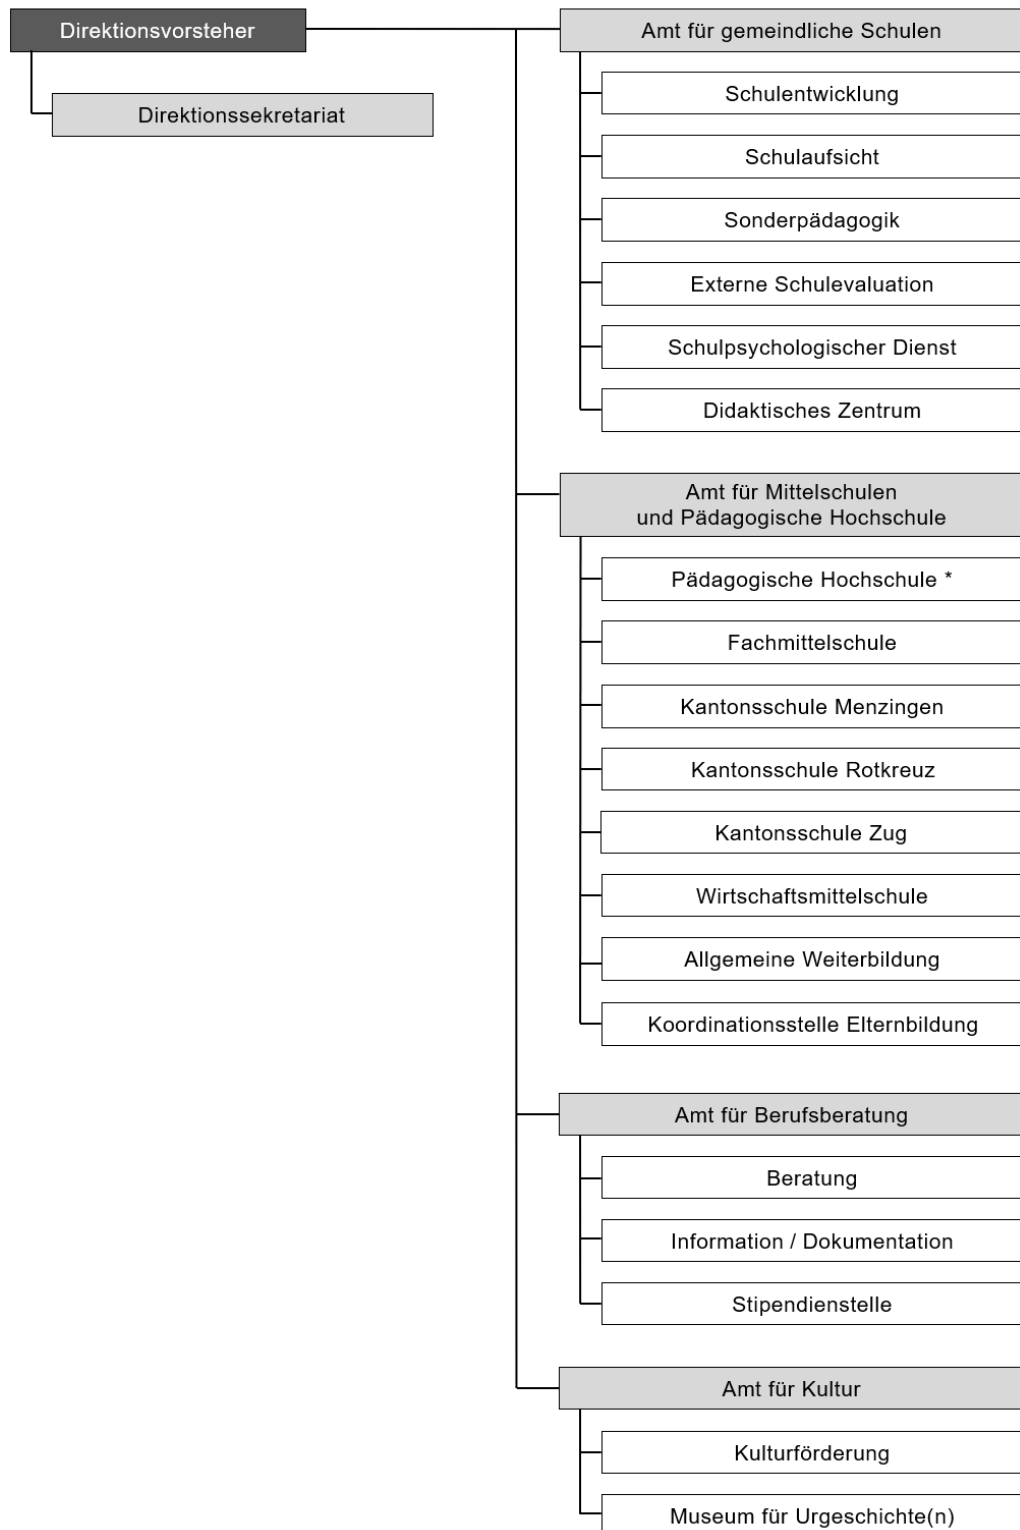 Direktionsvorsteher
Direktionssekretariat
Amt für gemeindliche Schulen
Schulentwicklung
Schulaufsicht
Sonderpädagogik
Externe Schulevaluation
Schulpsychologischer Dienst
Didaktisches Zentrum
Amt für Mittelschulen
und Pädagogische Hochschule
Pädagogische Hochschule *
Fachmittelschule
Kantonsschule Menzingen
Kantonsschule Rotkreuz
Kantonsschule Zug
Wirtschaftsmittelschule
Allgemeine Weiterbildung
Koordinationsstelle Elternbildung
Amt für Berufsberatung
Beratung
Information / Dokumentation
Stipendienstelle
Amt für Kultur
Kulturförderung
Museum für Urgeschichte(n)